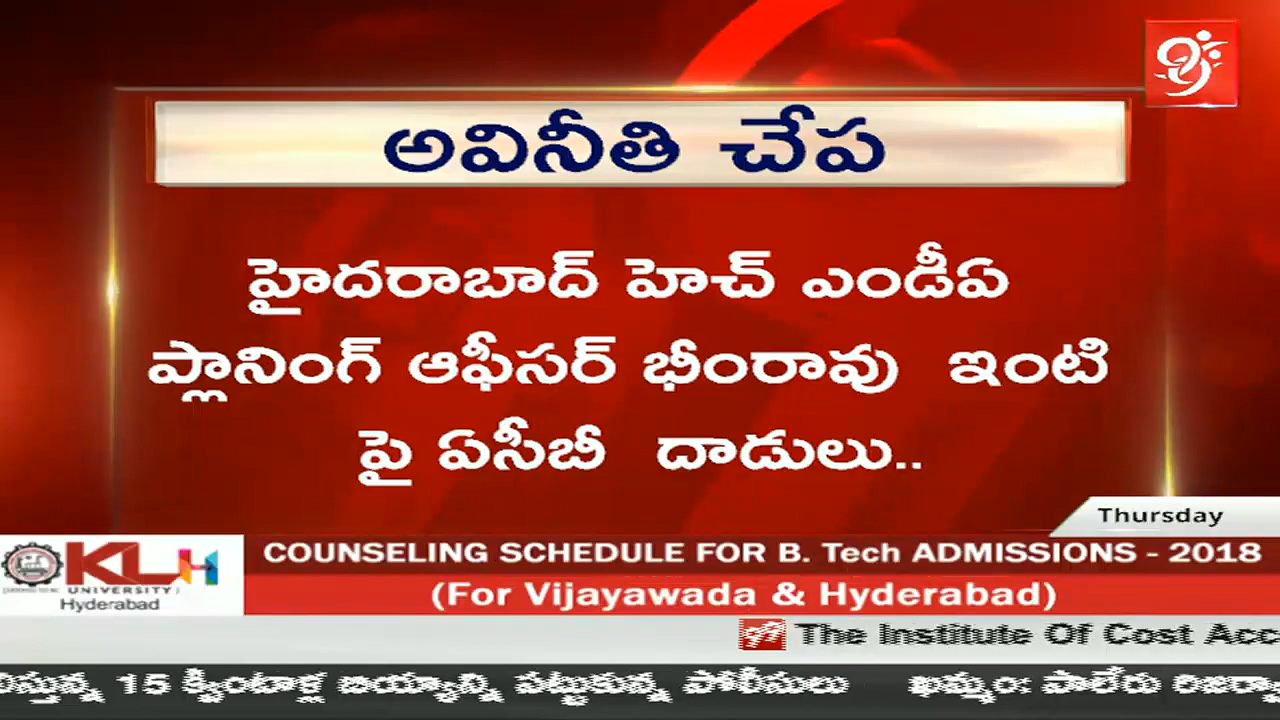 అవినీతి చేప
హైదరాబాద్ హెచ్ ఎండీఏ
ప్లానింగ్ ఆఫీసర్ భీంరావు ఇంటి
పై ఏసీబీ దాడులు..
Thursday
KLH
UNIVERSITY
Hyderabad
COUNSELING SCHEDULE FOR B. Tech ADMISSIONS - 2018
(For Vijayawada & Hyderabad)
The Institute Of Cost Acc
15 క్వింటాళ్ల బియ్యాన్ని పట్టుకున్న పోలీసులు ఖమ్మం: పాలేరు